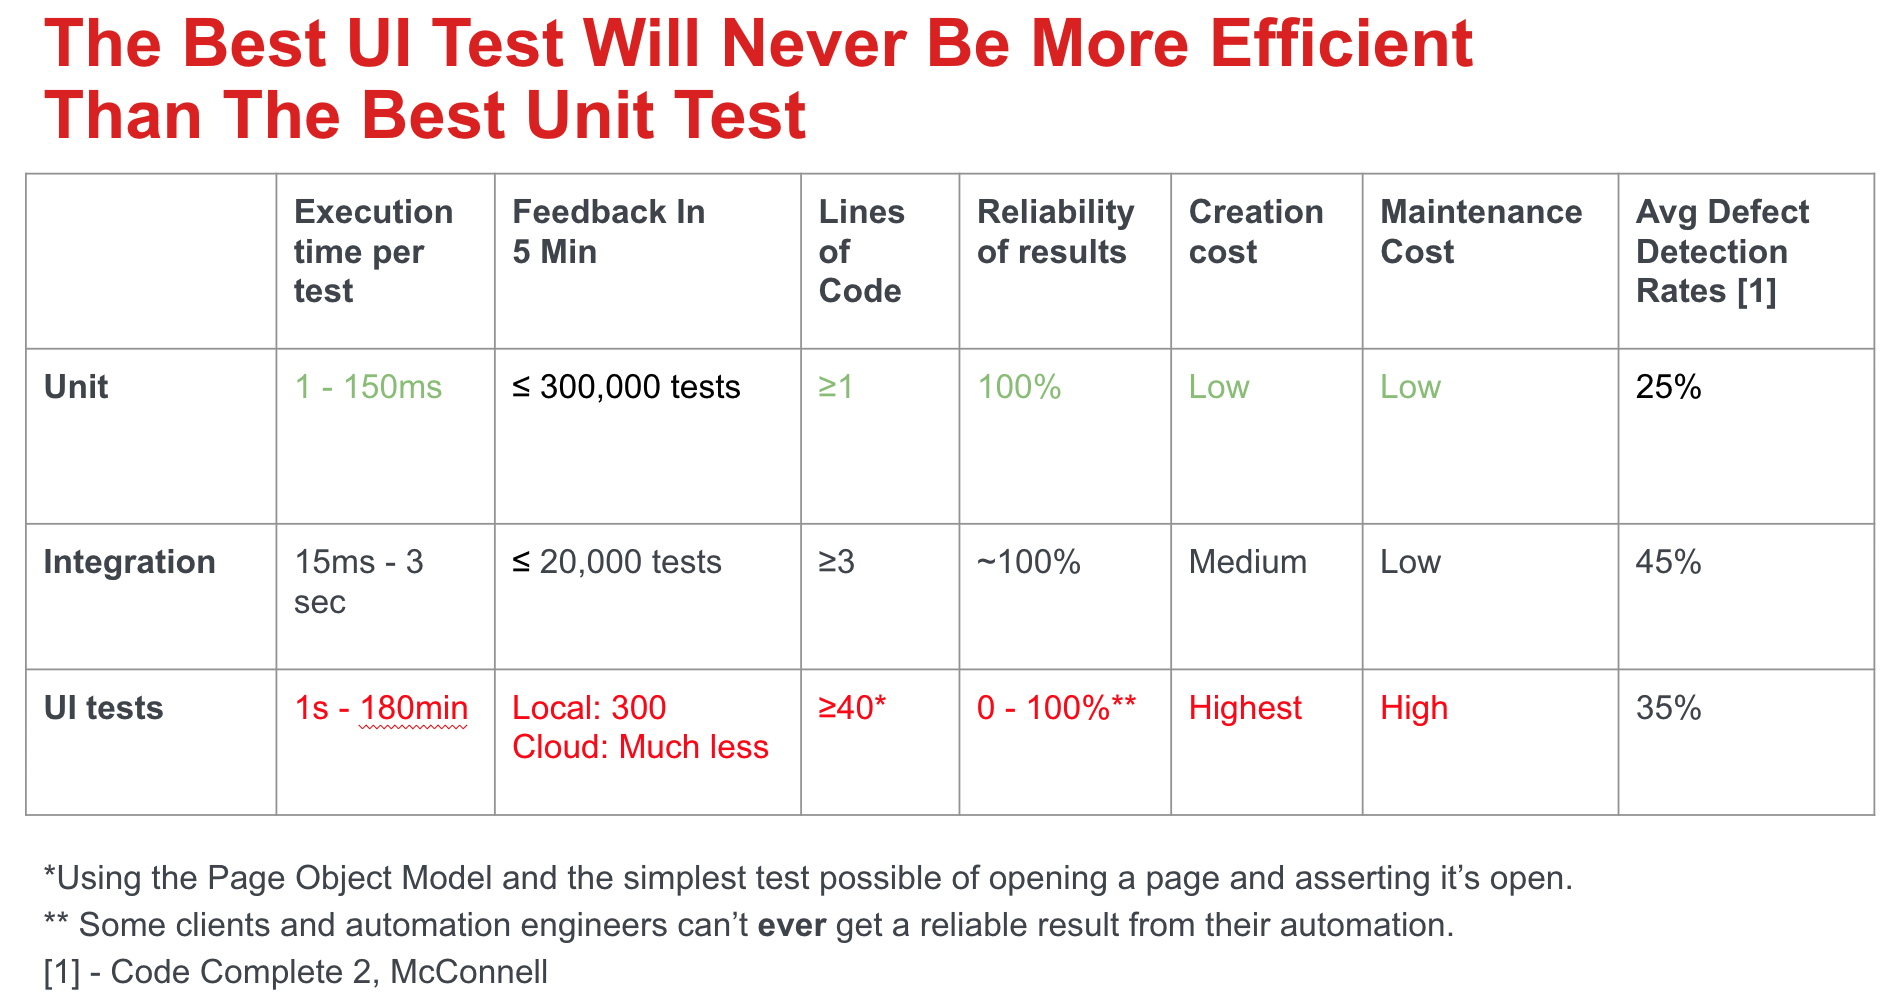 The Best UI Test Will Never Be More Efficient
Than The Best Unit Test
Execution
time per
test
Feedback In
5 Min
Lines
of
Code
Reliability
of results
Creation
cost
Maintenance
Cost
Avg Defect
Detection
Rates [1]
Unit
1 - 150ms
≤ 300,000 tests
≥1
100%
Low
Low
25%
Integration
15ms - 3
sec
≤ 20,000 tests
≥3
~100%
Medium
Low
45%
UI tests
1s - 180min
Local: 300
Cloud: Much less
≥40*
0 - 100%**
Highest
High
35%
*Using the Page Object Model and the simplest test possible of opening a page and asserting it’s open.
** Some clients and automation engineers can’t ever get a reliable result from their automation.
[1] - Code Complete 2, McConnell